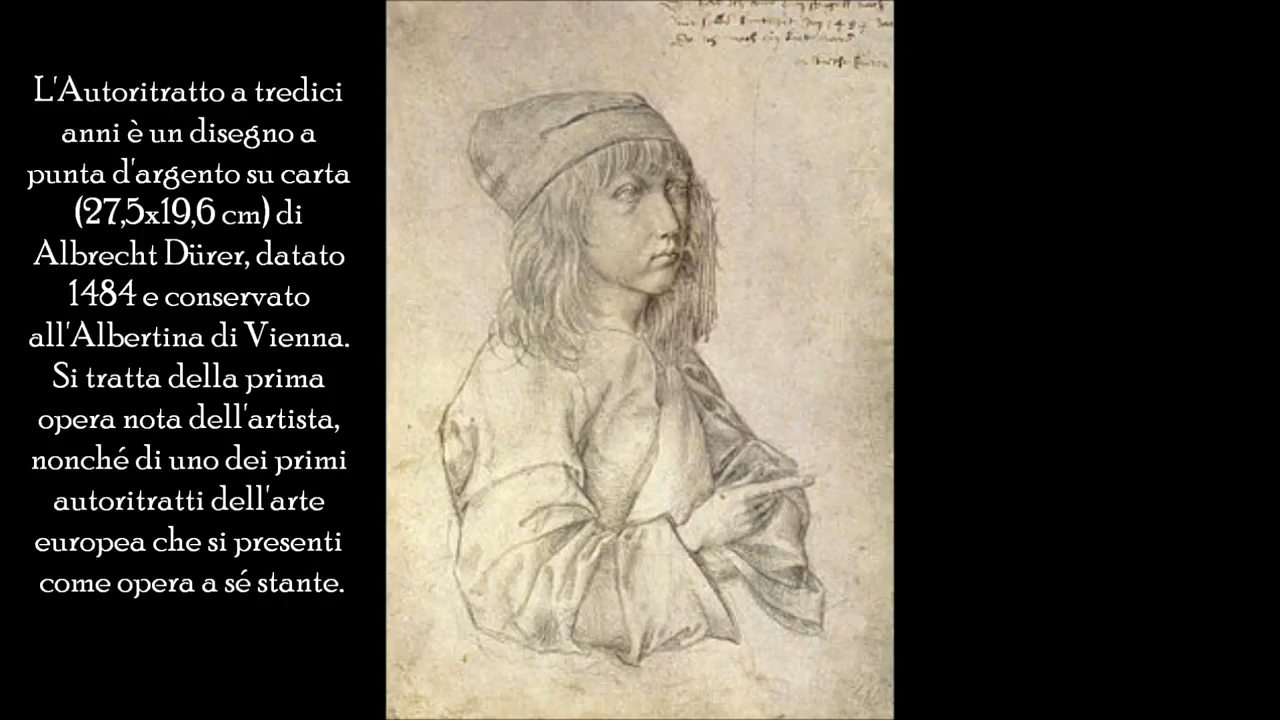 L'Autoritratto a tredici
anni è un disegno a
punta d'argento su carta
(27,5x19,6 cm) di
Albrecht Dürer, datato
1484 e conservato
all'Albertina di Vienna.
Si tratta della prima
opera nota dell'artista,
nonché di uno dei primi
autoritratti dell'arte
europea che si presenti
come opera a sé stante.